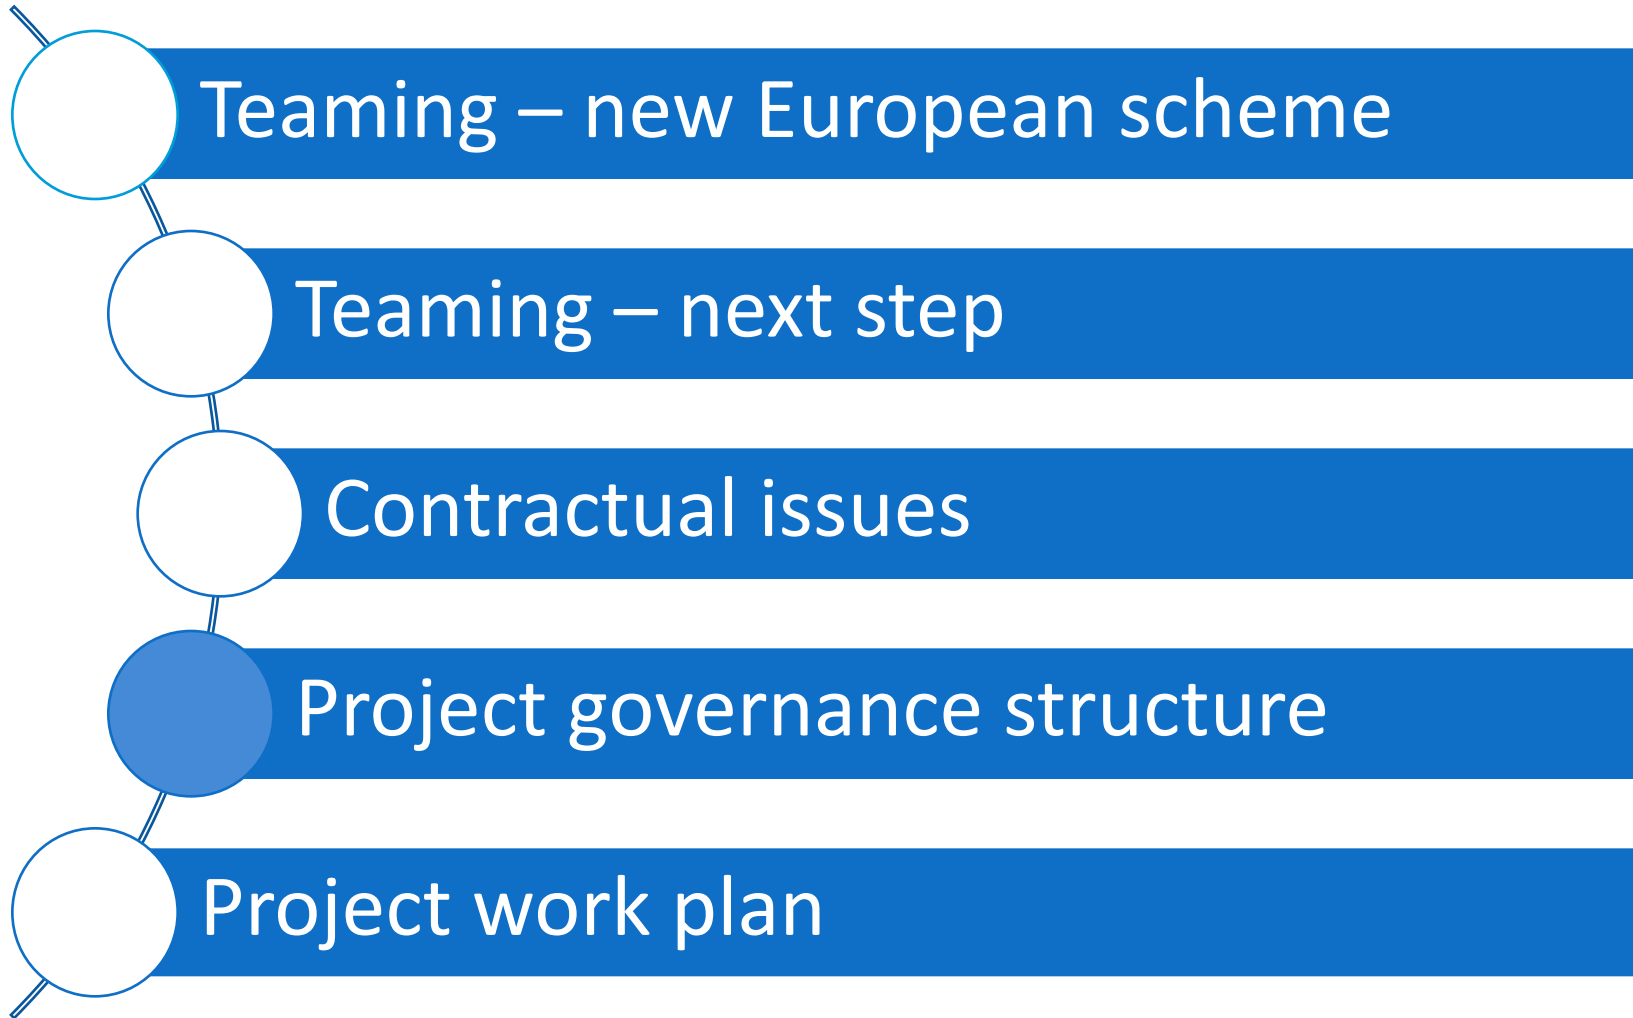 Teaming – new European scheme
Teaming – next step
Contractual issues
Project governance structure
Project work plan